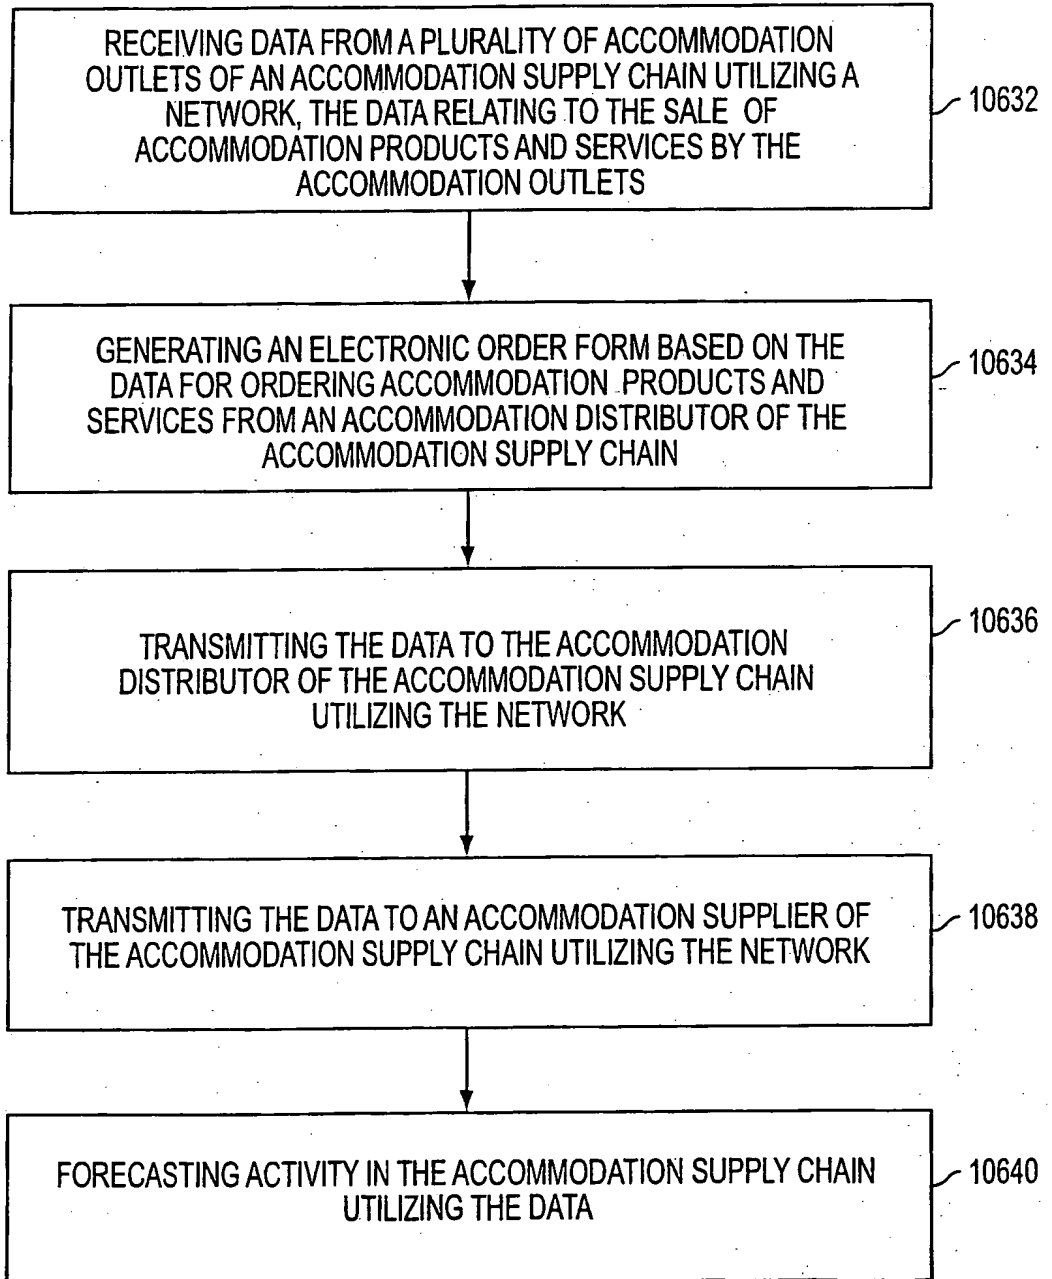 RECEIVING DATA FROM A PLURALITY OF ACCOMMODATION
OUTLETS OF AN ACCOMMODATION SUPPLY CHAIN UTILIZING A
NETWORK, THE DATA RELATING TO THE SALE OF
ACCOMMODATION PRODUCTS AND SERVICES BY THE
ACCOMMODATION OUTLETS
10632
GENERATING AN ELECTRONIC ORDER FORM BASED ON THE
DATA FOR ORDERING ACCOMMODATION PRODUCTS AND
SERVICES FROM AN ACCOMMODATION DISTRIBUTOR OF THE
ACCOMMODATION SUPPLY CHAIN
10634
TRANSMITTING THE DATA TO THE ACCOMMODATION
DISTRIBUTOR OF THE ACCOMMODATION SUPPLY CHAIN
UTILIZING THE NETWORK
10636
TRANSMITTING THE DATA TO AN ACCOMMODATION SUPPLIER OF
THE ACCOMMODATION SUPPLY CHAIN UTILIZING THE NETWORK
10638
FORECASTING ACTIVITY IN THE ACCOMMODATION SUPPLY CHAIN
UTILIZING THE DATA
10640